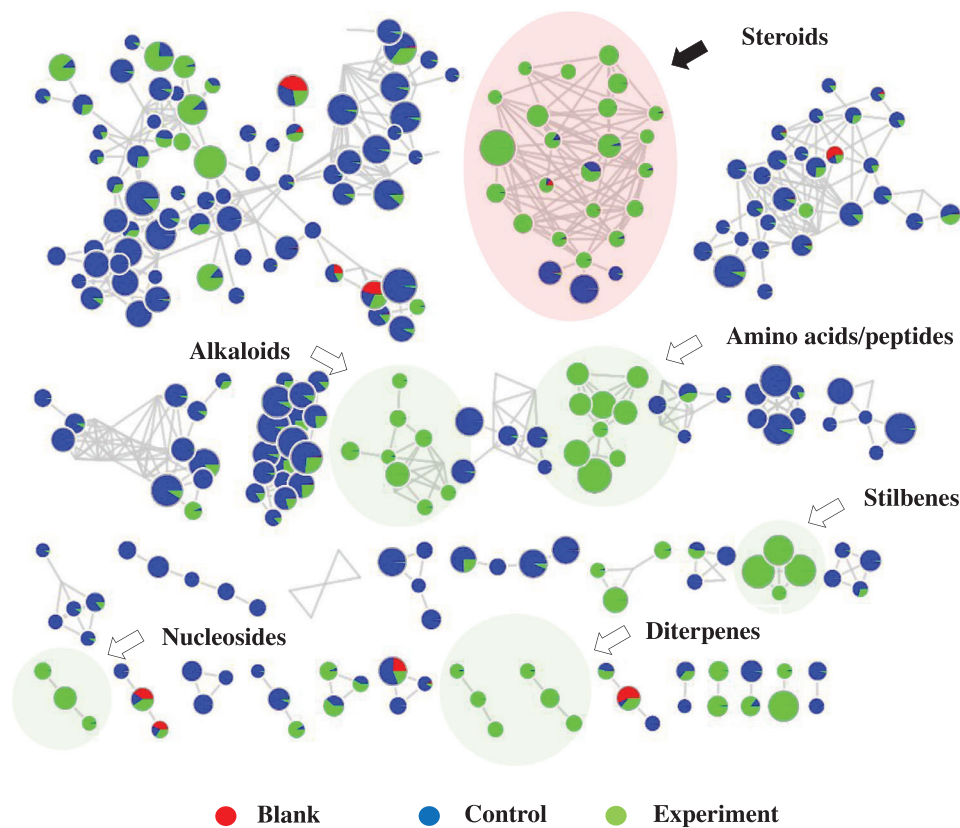 Steroids
Alkaloids
Amino acids/peptides
Stilbenes
Nucleosides
Diterpenes
Blank
Control
Experiment